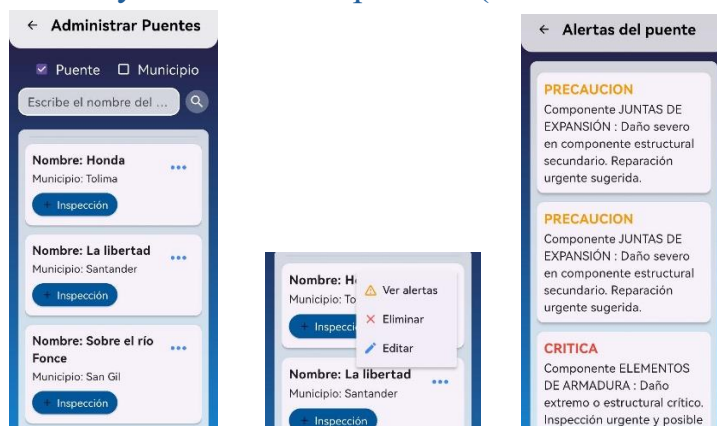 ← Administrar Puentes
Puente Municipio
Escribe el nombre del ...
Nombre: Honda
Municipio: Tolima
+ Inspección
Nombre: La libertad
Municipio: Santander
+ Inspección
Nombre: Sobre el río
Fonce
Municipio: San Gil
+ Inspección
Nombre: H
Municipio: To
+ Inspecci
Ver alertas
Eliminar
Editar
Nombre: La libertad
Municipio: Santander
+ Inspección
← Alertas del puente
PRECAUCION
Componente JUNTAS DE
EXPANSIÓN : Daño severo
en componente estructural
secundario. Reparación
urgente sugerida.
PRECAUCION
Componente JUNTAS DE
EXPANSIÓN : Daño severo
en componente estructural
secundario. Reparación
urgente sugerida.
CRITICA
Componente ELEMENTOS
DE ARMADURA : Daño
extremo o estructural crítico.
Inspección urgente y posible